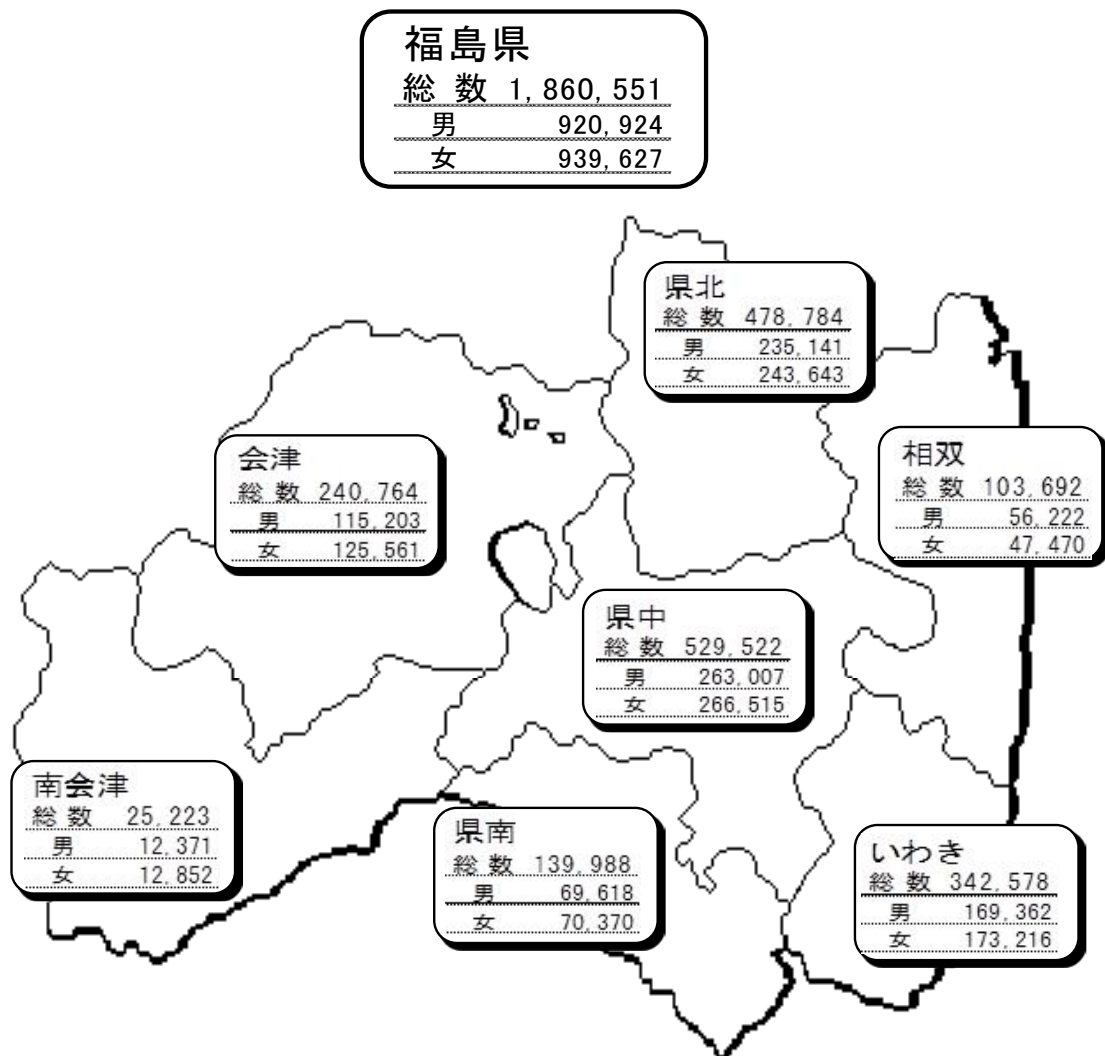 福島県
総 数 1,860,551
男 920,924
女 939,627
県北
総 数 478,784
男 235,141
女 243,643
会津
総 数 240,764
男 115,203
女 125,561
相双
総 数 103,692
男 56,222
女 47,470
県中
総 数 529,522
男 263,007
女 266,515
南会津
総 数 25,223
男 12,371
女 12,852
県南
総 数 139,988
男 69,618
女 70,370
いわき
総 数 342,578
男 169,362
女 173,216